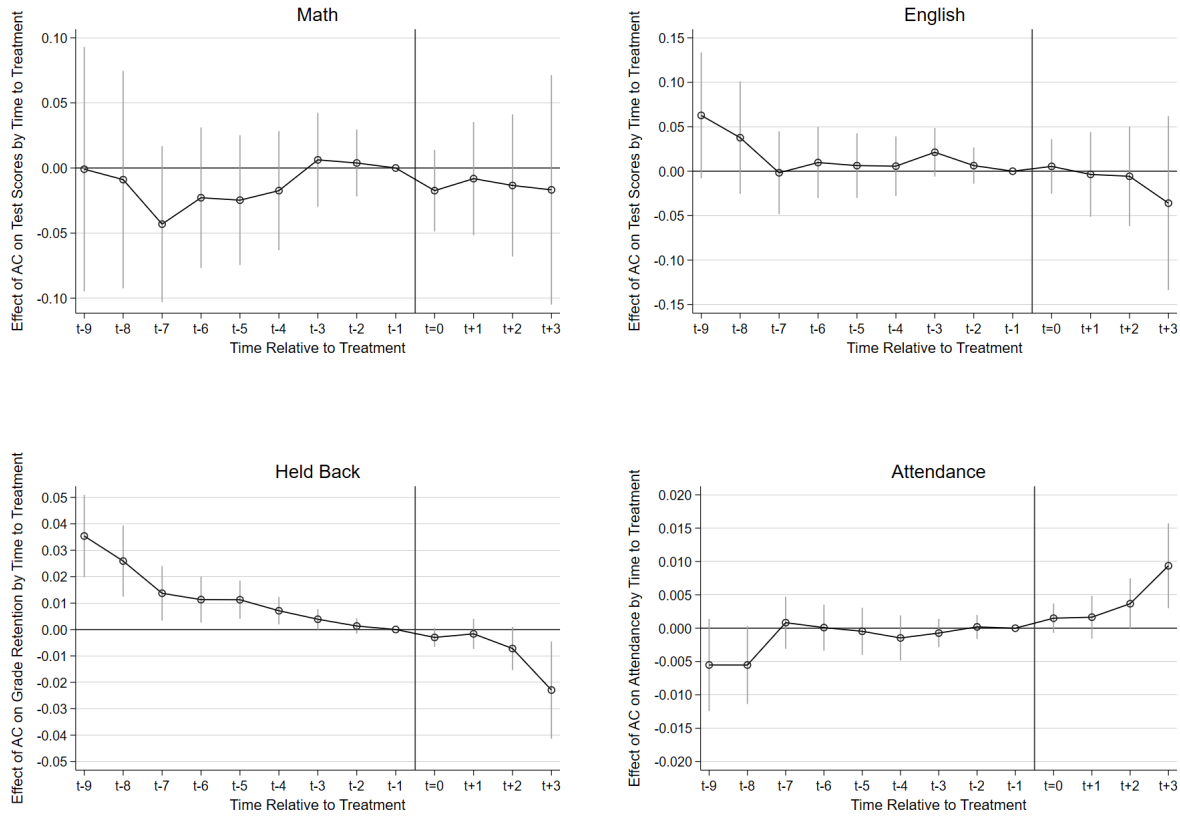 Math
Effect of AC on Test Scores by Time to Treatment
0.10
0.05
0.00
-0.05
-0.10
t-9 t-8 t-7 t-6 t-5 t-4 t-3 t-2 t-1 t=0 t+1 t+2 t+3
Time Relative to Treatment
English
Effect of AC on Test Scores by Time to Treatment
0.15
0.10
0.05
0.00
-0.05
-0.10
-0.15
t-9 t-8 t-7 t-6 t-5 t-4 t-3 t-2 t-1 t=0 t+1 t+2 t+3
Time Relative to Treatment
Held Back
Effect of AC on Grade Retention by Time to Treatment
0.05
0.04
0.03
0.02
0.01
0.00
-0.01
-0.02
-0.03
-0.04
-0.05
t-9 t-8 t-7 t-6 t-5 t-4 t-3 t-2 t-1 t=0 t+1 t+2 t+3
Time Relative to Treatment
Attendance
Effect of AC on Attendance by Time to Treatment
0.020
0.015
0.010
0.005
0.000
-0.005
-0.010
-0.015
-0.020
t-9 t-8 t-7 t-6 t-5 t-4 t-3 t-2 t-1 t=0 t+1 t+2 t+3
Time Relative to Treatment